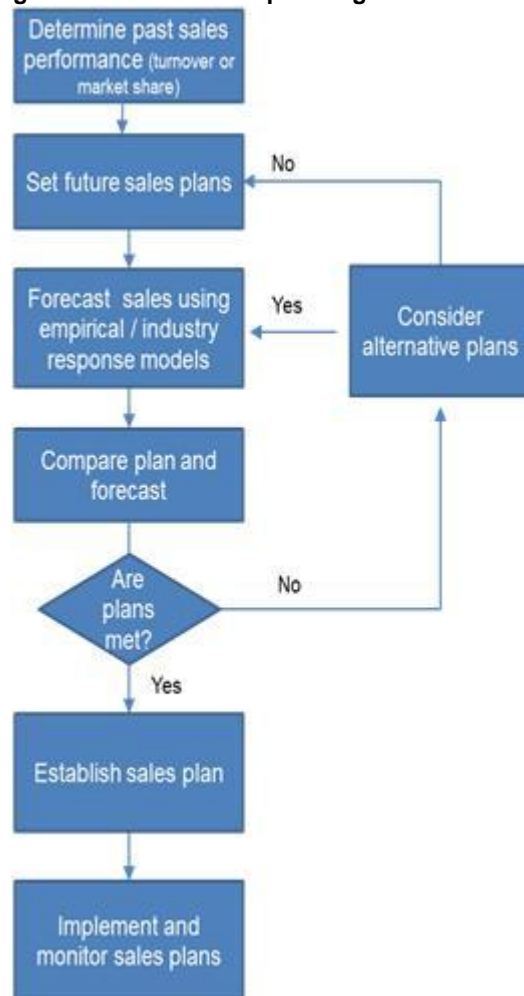 Determine past sales
performance (turnover or
market share)
Set future sales plans
No
Forecast sales using
empirical / industry
response models
Yes
Consider
alternative plans
Compare plan and
forecast
Are
plans
met?
No
Yes
Establish sales plan
Implement and
monitor sales plans